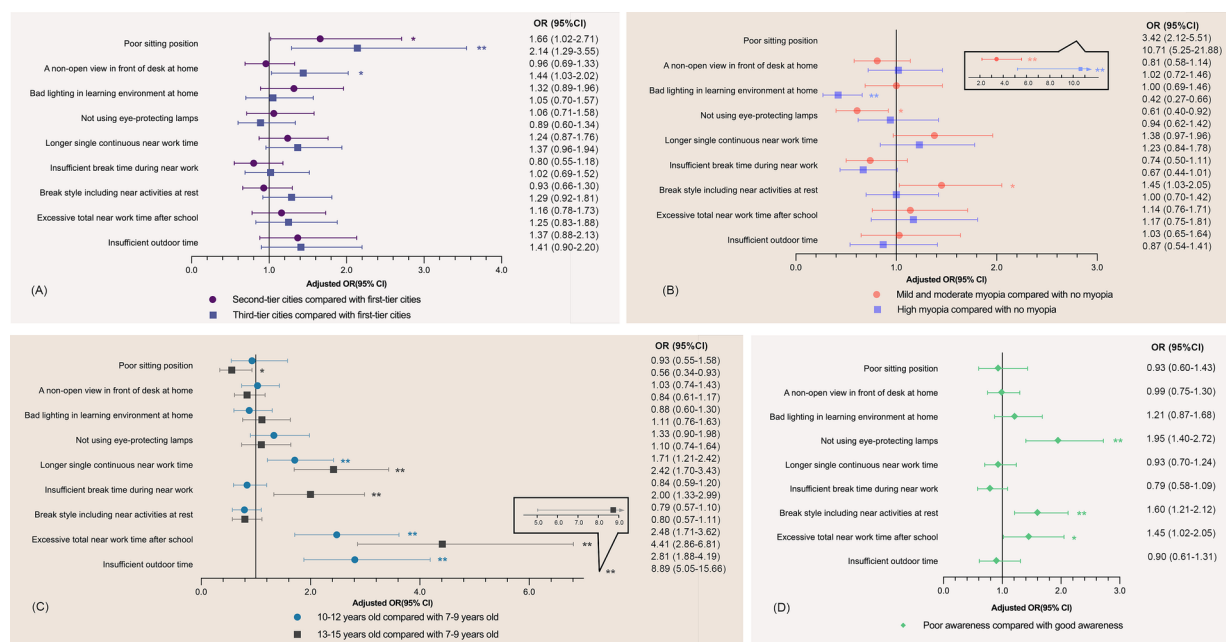 OR (95%CI)
Poor sitting position
1.66 (1.02-2.71)
*
2.14 (1.29-3.55)
**
A non-open view in front of desk at home
0.96 (0.69-1.33)
1.44 (1.03-2.02)
*
Bad lighting in learning environment at home
1.32 (0.89-1.96)
1.05 (0.70-1.57)
Not using eye-protecting lamps
1.06 (0.71-1.58)
0.89 (0.60-1.34)
Longer single continuous near work time
1.24 (0.87-1.76)
1.37 (0.96-1.94)
Insufficient break time during near work
0.80 (0.55-1.18)
1.02 (0.69-1.52)
Break style including near activities at rest
0.93 (0.66-1.30)
1.29 (0.92-1.81)
Excessive total near work time after school
1.16 (0.78-1.73)
1.25 (0.83-1.88)
Insufficient outdoor time
1.37 (0.88-2.13)
1.41 (0.90-2.20)
0.0 1.0 2.0 3.0 4.0
Adjusted OR(95% CI)
(A)
Second-tier cities compared with first-tier cities
Third-tier cities compared with first-tier cities
OR (95%CI)
Poor sitting position
3.42 (2.12-5.51)
10.71 (5.25-21.88)
**
**
2.0 4.0 6.0 8.0 10.0
A non-open view in front of desk at home
0.81 (0.58-1.14)
1.02 (0.72-1.46)
Bad lighting in learning environment at home
1.00 (0.69-1.46)
0.42 (0.27-0.66)
**
Not using eye-protecting lamps
0.61 (0.40-0.92)
*
0.94 (0.62-1.42)
Longer single continuous near work time
1.38 (0.97-1.96)
1.23 (0.84-1.78)
Insufficient break time during near work
0.74 (0.50-1.11)
0.67 (0.44-1.01)
Break style including near activities at rest
1.45 (1.03-2.05)
*
1.00 (0.70-1.42)
Excessive total near work time after school
1.14 (0.76-1.71)
1.17 (0.75-1.81)
Insufficient outdoor time
1.03 (0.65-1.64)
0.87 (0.54-1.41)
0.0 1.0 2.0 3.0
Adjusted OR(95% CI)
(B)
Mild and moderate myopia compared with no myopia
High myopia compared with no myopia
OR (95%CI)
Poor sitting position
0.93 (0.55-1.58)
0.56 (0.34-0.93)
*
A non-open view in front of desk at home
1.03 (0.74-1.43)
0.84 (0.61-1.17)
Bad lighting in learning environment at home
0.88 (0.60-1.30)
1.11 (0.76-1.63)
Not using eye-protecting lamps
1.33 (0.90-1.98)
1.10 (0.74-1.64)
Longer single continuous near work time
1.71 (1.21-2.42)
**
2.42 (1.70-3.43)
**
Insufficient break time during near work
0.84 (0.59-1.20)
2.00 (1.33-2.99)
**
Break style including near activities at rest
0.79 (0.57-1.10)
0.80 (0.57-1.11)
5.0 6.0 7.0 8.0 9.0
Excessive total near work time after school
2.48 (1.71-3.62)
**
4.41 (2.86-6.81)
**
Insufficient outdoor time
2.81 (1.88-4.19)
**
8.89 (5.05-15.66)
**
0.0 2.0 4.0 6.0
Adjusted OR(95% CI)
(C)
10-12 years old compared with 7-9 years old
13-15 years old compared with 7-9 years old
OR (95%CI)
Poor sitting position
0.93 (0.60-1.43)
A non-open view in front of desk at home
0.99 (0.75-1.30)
Bad lighting in learning environment at home
1.21 (0.87-1.68)
Not using eye-protecting lamps
1.95 (1.40-2.72)
**
Longer single continuous near work time
0.93 (0.70-1.24)
Insufficient break time during near work
0.79 (0.58-1.09)
Break style including near activities at rest
1.60 (1.21-2.12)
**
Excessive total near work time after school
1.45 (1.02-2.05)
*
Insufficient outdoor time
0.90 (0.61-1.31)
0.0 1.0 2.0 3.0
Adjusted OR(95% CI)
(D)
Poor awareness compared with good awareness